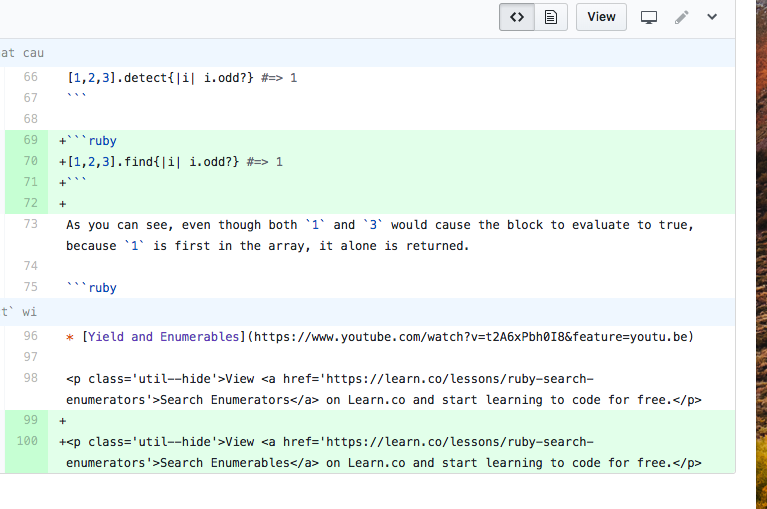 View
at cau
66 [1,2,3].detect{|i| i.odd?} #=> 1
67 ```
68
69 +```ruby
70 +[1,2,3].find{|i| i.odd?} #=> 1
71 +```
72 +
73 As you can see, even though both `1` and `3` would cause the block to evaluate to true,
because `1` is first in the array, it alone is returned.
74
75 ```ruby
t` wi
96 * [Yield and Enumerables](https://www.youtube.com/watch?v=t2A6xPbh0I8&feature=youtu.be)
97
98 <p class='util--hide'>View <a href='https://learn.co/lessons/ruby-search-
enumerators'>Search Enumerators</a> on Learn.co and start learning to code for free.</p>
99 +
100 +<p class='util--hide'>View <a href='https://learn.co/lessons/ruby-search-
enumerators'>Search Enumerables</a> on Learn.co and start learning to code for free.</p>